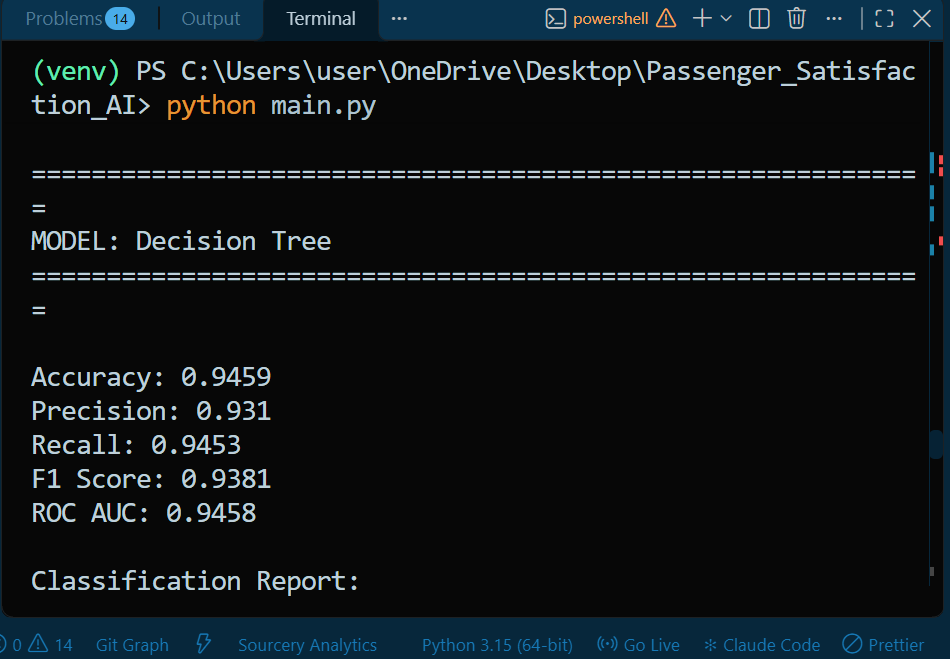 Problems 14 Output Terminal ··· powershell
(venv) PS C:\Users\user\OneDrive\Desktop\Passenger_Satisfac
tion_AI> python main.py
===========================================================
=
MODEL: Decision Tree
===========================================================
=
Accuracy: 0.9459
Precision: 0.931
Recall: 0.9453
F1 Score: 0.9381
ROC AUC: 0.9458
Classification Report:
0 14 Git Graph Sourcery Analytics Python 3.15 (64-bit) Go Live Claude Code Prettier